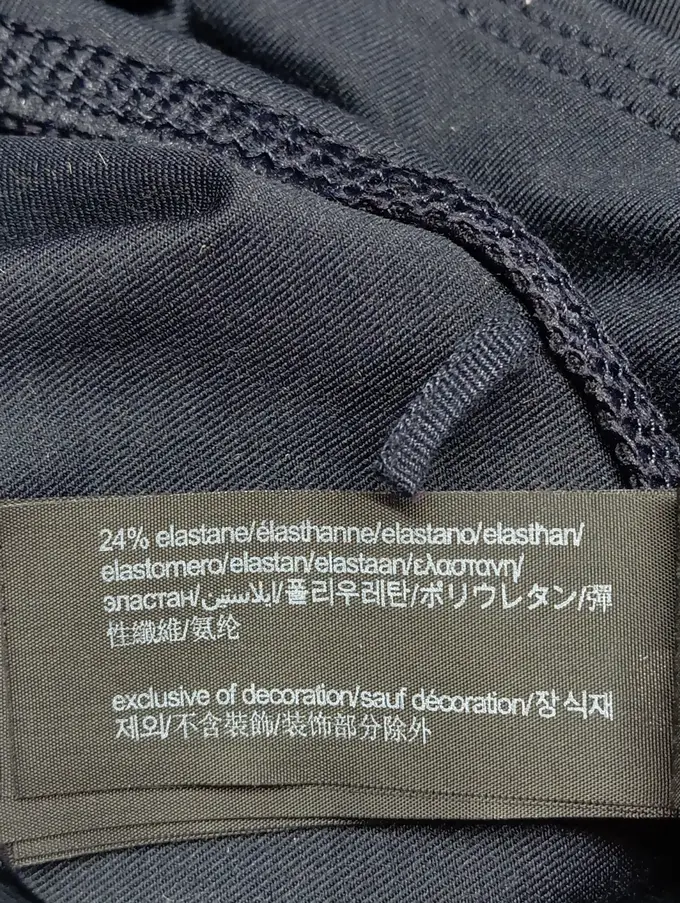 24% elastane/élasthanne/elastano/elasthan/
elastomero/elastan/elastaan/ελαστανη/
эластан/ايلاستين/폴리우레탄/ポリウレタン/彈
性纖維/氨纶
exclusive of decoration/sauf décoration/장식재
제외/不含裝飾/装饰部分除外